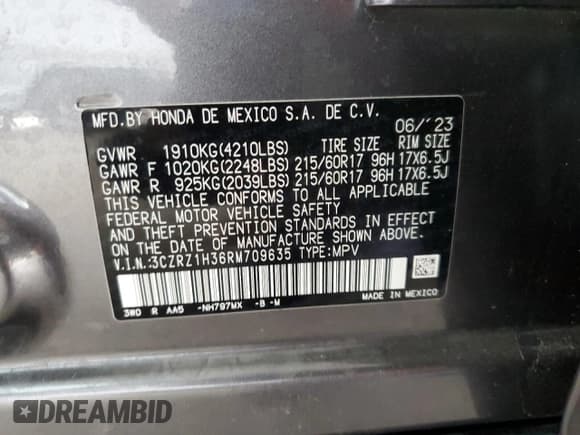 MFD.BY HONDA DE MEXICO S.A. DE C.V.
06/'23
TIRE SIZE RIM SIZE
GVWR 1910KG(4210LBS)
GAWR F 1020KG(2248LBS) 215/60R17 96H 17X6.5J
GAWR R 925KG(2039LBS) 215/60R17 96H 17X6.5J
THIS VEHICLE CONFORMS TO ALL APPLICABLE
FEDERAL MOTOR VEHICLE SAFETY
AND THEFT PREVENTION STANDARDS IN EFFECT
ON THE DATE OF MANUFACTURE SHOWN ABOVE.
V.I.N.:3CZRZ1H36RM709635 TYPE:MPV
3WD R AA5 -NH797MX -B -M
MADE IN MEXICO
DREAMBID